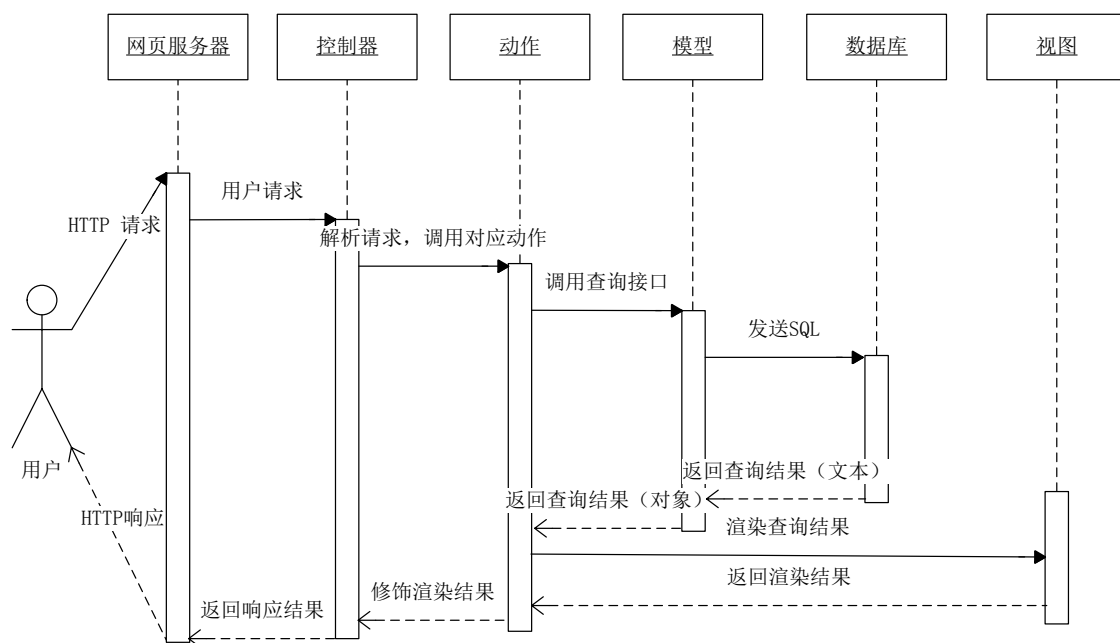 网页服务器
控制器
动作
模型
数据库
视图
用户请求
HTTP 请求
解析请求，调用对应动作
调用查询接口
发送SQL
用户
返回查询结果（文本）
返回查询结果（对象）
HTTP响应
渲染查询结果
返回渲染结果
修饰渲染结果
返回响应结果